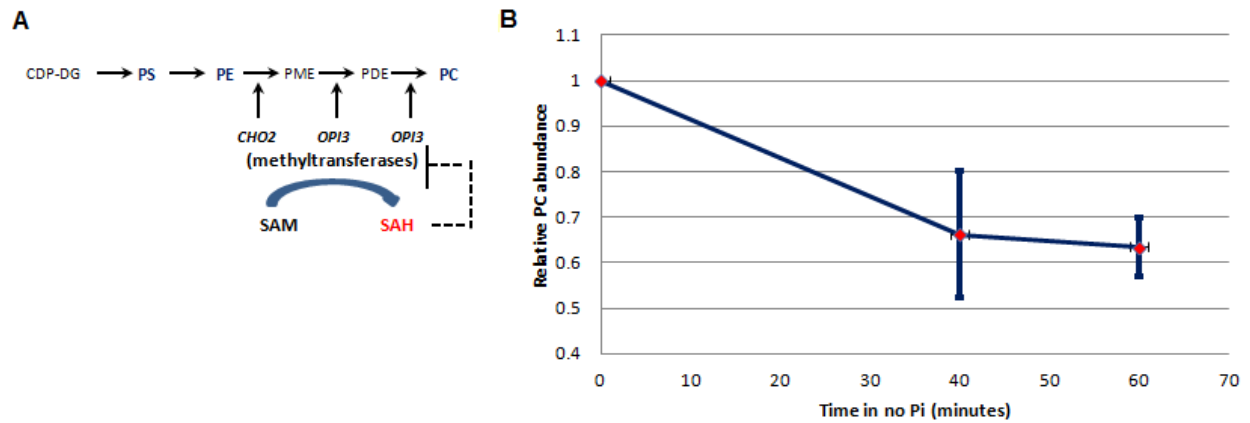 A
CDP-DG PS PE PME PDE PC
CHO2 OPI3 OPI3
(methyltransferases)
SAM SAH
B
1.1
1
0.9
0.8
0.7
0.6
0.5
0.4
Relative PC abundance
0 10 20 30 40 50 60 70
Time in no Pi (minutes)